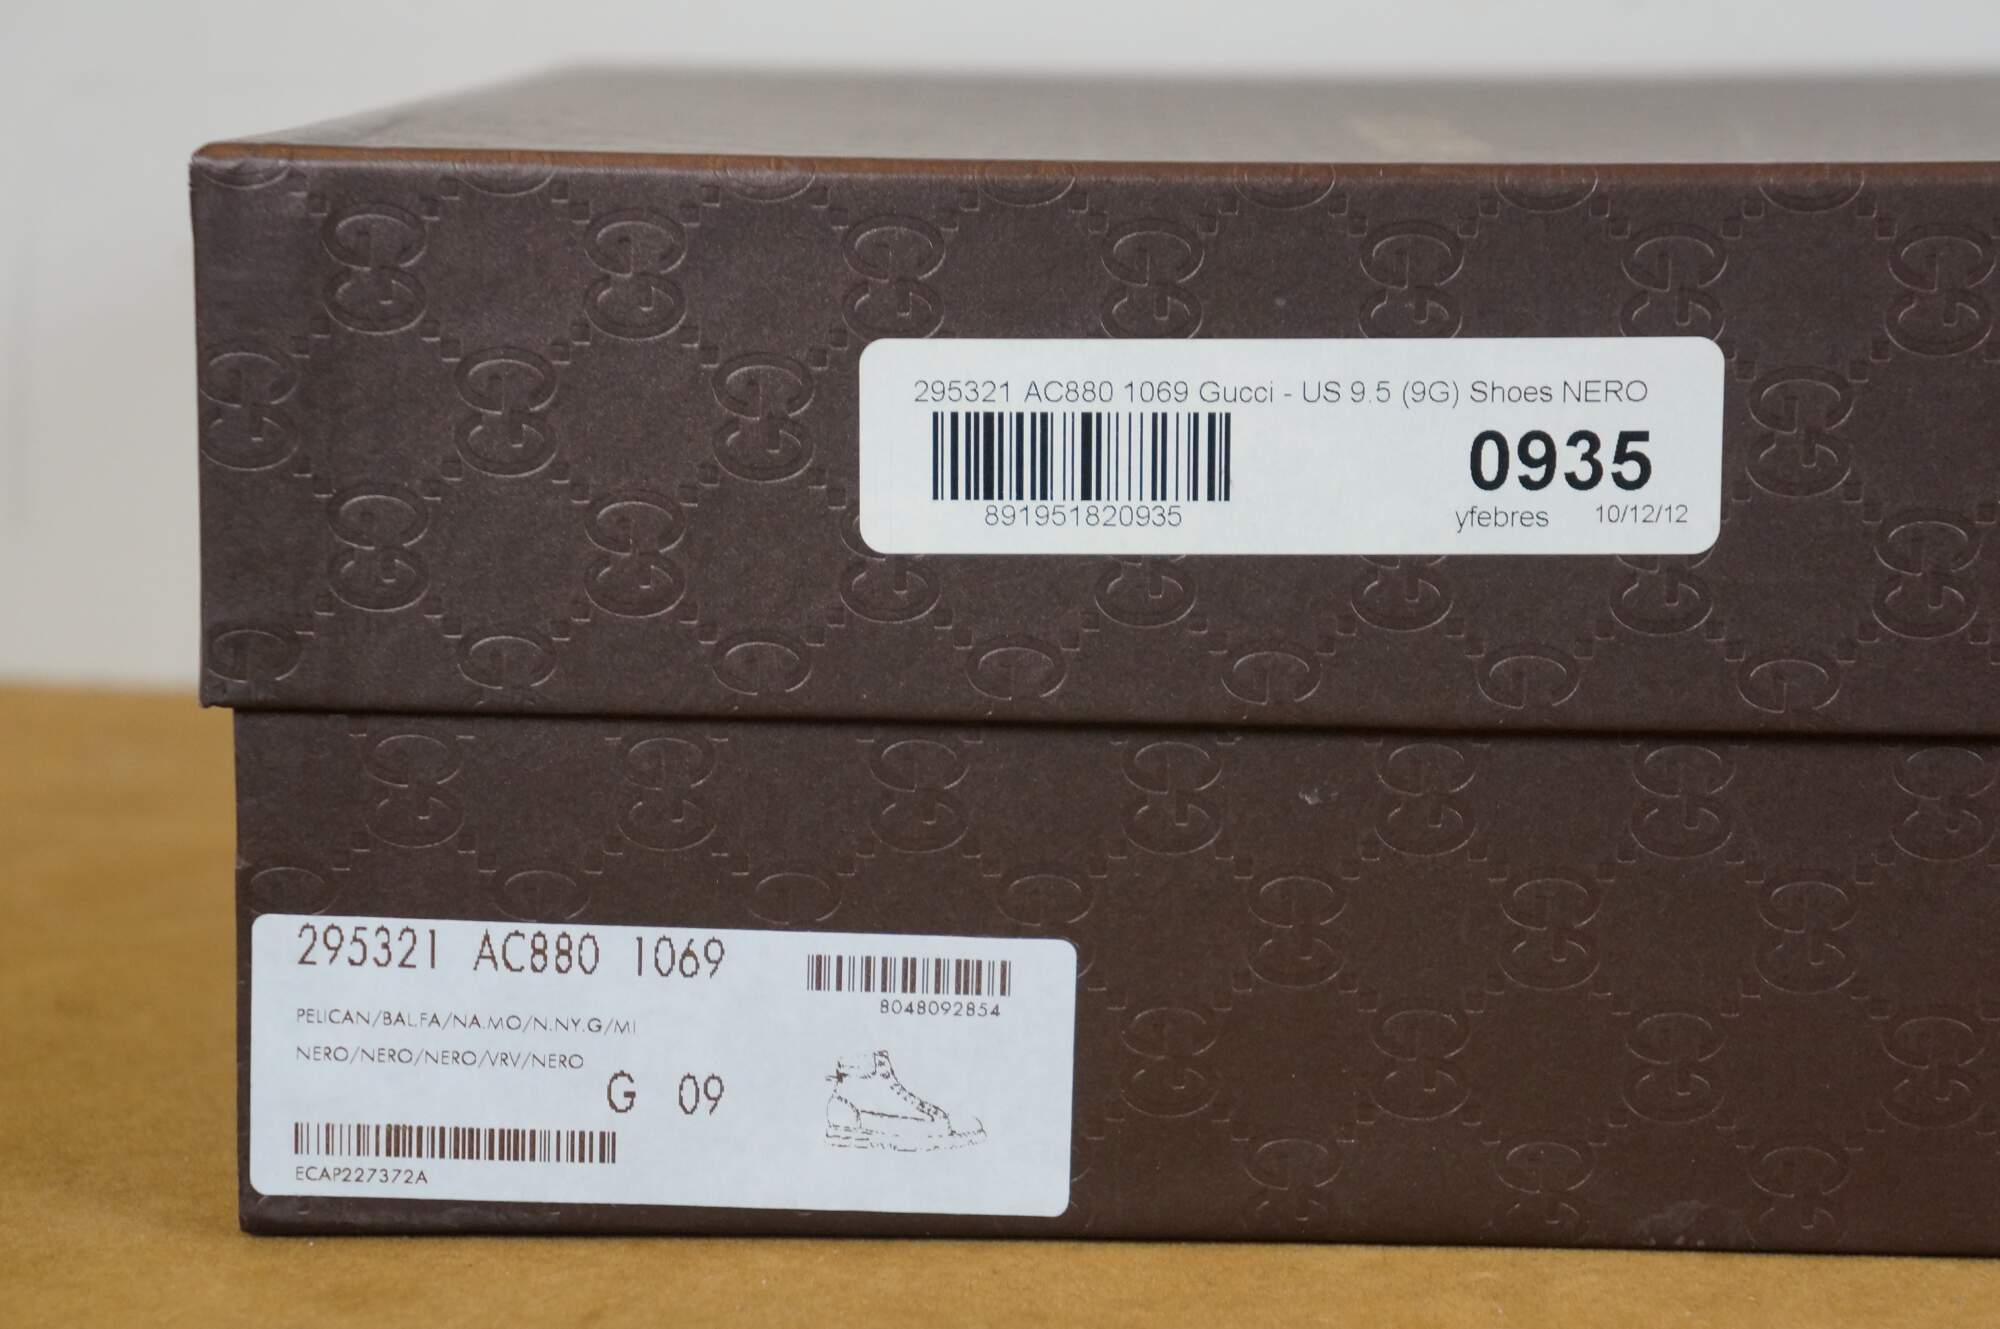 295321 AC880 1069 Gucci - US 9.5 (9G) Shoes NERO
0935
891951820935
yfebres 10/12/12
295321 AC880 1069
8048092854
PELICAN/BAL.FA/NA.MO/N.NY.G/MI
NERO/NERO/NERO/VRV/NERO
G 09
ECAP227372A